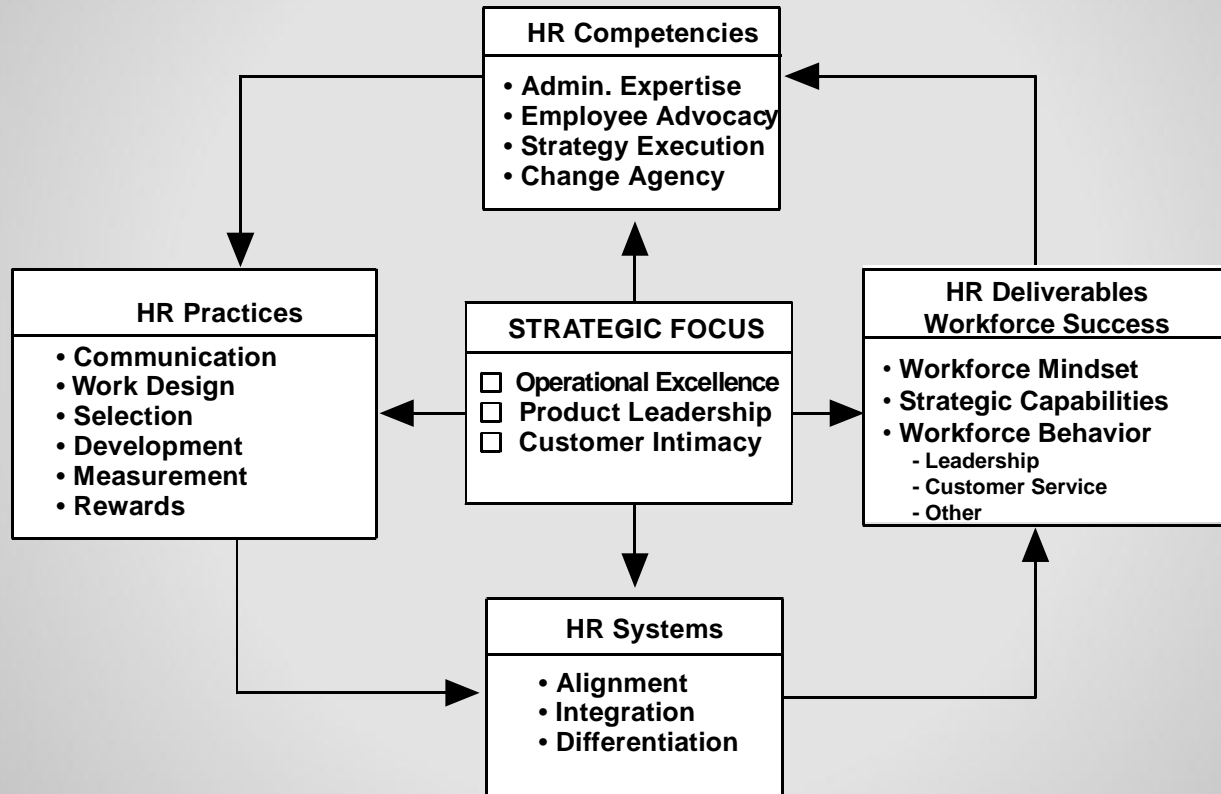 HR Competencies
• Admin. Expertise
• Employee Advocacy
• Strategy Execution
• Change Agency
HR Practices
• Communication
• Work Design
• Selection
• Development
• Measurement
• Rewards
STRATEGIC FOCUS
☐ Operational Excellence
☐ Product Leadership
☐ Customer Intimacy
HR Deliverables
Workforce Success
• Workforce Mindset
• Strategic Capabilities
• Workforce Behavior
- Leadership
- Customer Service
- Other
HR Systems
• Alignment
• Integration
• Differentiation